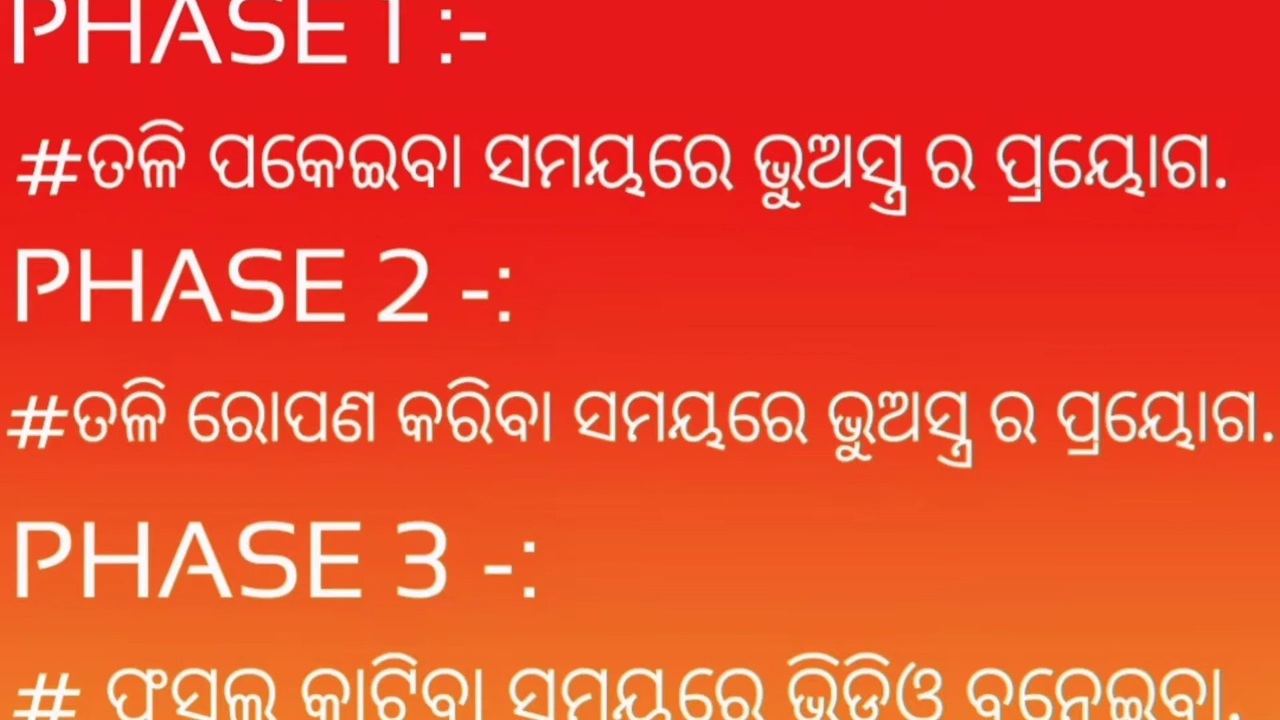 PHASE 1 :-
#ତଳି ପକେଇବା ସମୟରେ ଭୁଅସ୍ତ୍ର ର ପ୍ରୟୋଗ.
PHASE 2 -:
#ତଳି ରୋପଣ କରିବା ସମୟରେ ଭୁଅସ୍ତ୍ର ର ପ୍ରୟୋଗ.
PHASE 3 -:
# ଫସଲ କାଟିବା ସମୟରେ ଭିଡିଓ ବନେଇବା.